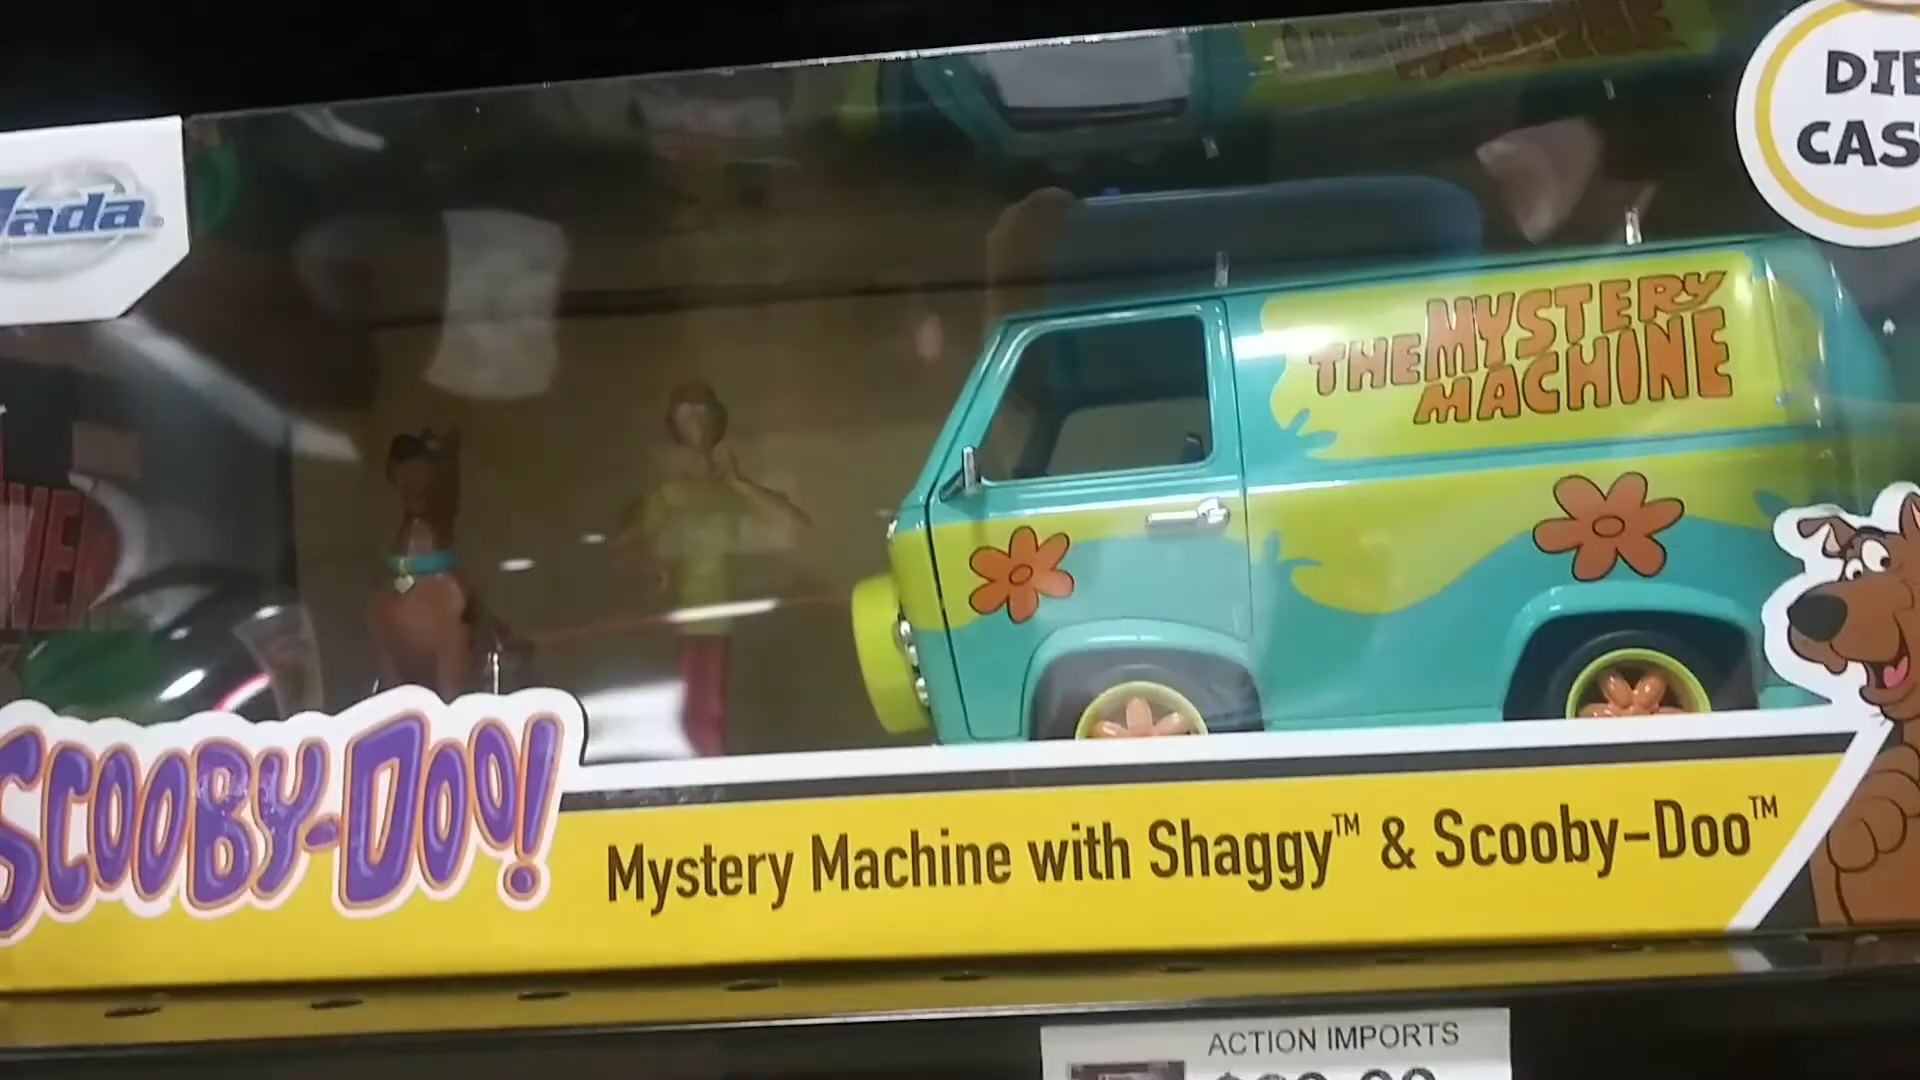 Jada
DIE
CAS
THE MYSTERY
MACHINE
SCOOBY-DOO!
Mystery Machine with Shaggy™ & Scooby-Doo™
ACTION IMPORTS